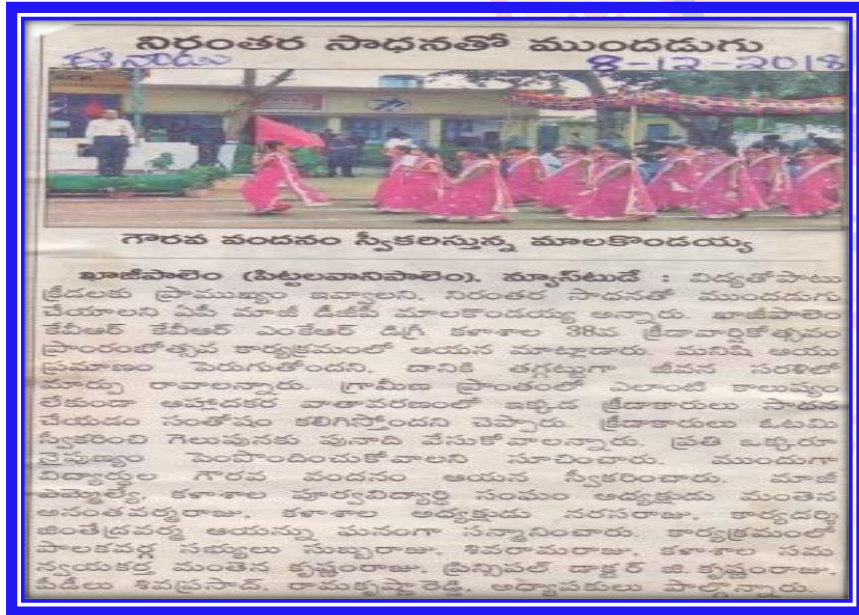 నిరంతర సాధనతో ముందడుగు
ఈనాడు 8-12-2018
గౌరవ వందనం స్వీకరిస్తున్న మాలకొండయ్య
ఖాజీపాలెం (పిట్టలవానిపాలెం), న్యూస్‌టుడే : విద్యతోపాటు
క్రీడలకు ప్రాముఖ్యం ఇవ్వాలని, నిరంతర సాధనతో ముందడుగు
చేయాలని ఏపీ మాజీ డీజీపీ మాలకొండయ్య అన్నారు. ఖాజీపాలెం
కేవీఆర్ కేవీఆర్ ఎంకేఆర్ డిగ్రీ కళాశాల 38వ క్రీడావార్షికోత్సవం
ప్రారంభోత్సవ కార్యక్రమంలో ఆయన మాట్లాడారు. మనిషి ఆయు
ప్రమాణం పెరుగుతోందని, దానికి తగ్గట్టుగా జీవన సరళిలో
మార్పు రావాలన్నారు. గ్రామీణ ప్రాంతంలో ఎలాంటి కాలుష్యం
లేకుండా ఆహ్లాదకర వాతావరణంలో ఇక్కడ క్రీడాకారులు సాధన
చేయడం సంతోషం కలిగిస్తోందని చెప్పారు. క్రీడాకారులు ఓటమి
స్వీకరించి గెలుపునకు పునాది వేసుకోవాలన్నారు. ప్రతి ఒక్కరూ
నైపుణ్యం పెంపొందించుకోవాలని సూచించారు. ముందుగా
విద్యార్థుల గౌరవ వందనం ఆయన స్వీకరించారు. మాజీ
ఎమ్మెల్యే, కళాశాల పూర్వవిద్యార్థి సంఘం అధ్యక్షుడు మంతెన
అనంతవర్మరాజు, కళాశాల అధ్యక్షుడు నరసరాజు, కార్యదర్శి
జంతేద్రవర్మ ఆయన్ను ఘనంగా సన్మానించారు. కార్యక్రమంలో
పాలకవర్గ సభ్యులు సుబ్బరాజు, శివరామరాజు, కళాశాల సమ
న్వయకర్త మంతెన కృష్ణంరాజు, ప్రిన్సిపల్ డాక్టర్ జి.కృష్ణంరాజు,
పీడీలు శివప్రసాద్, రామకృష్ణారెడ్డి, అధ్యాపకులు పాల్గొన్నారు.